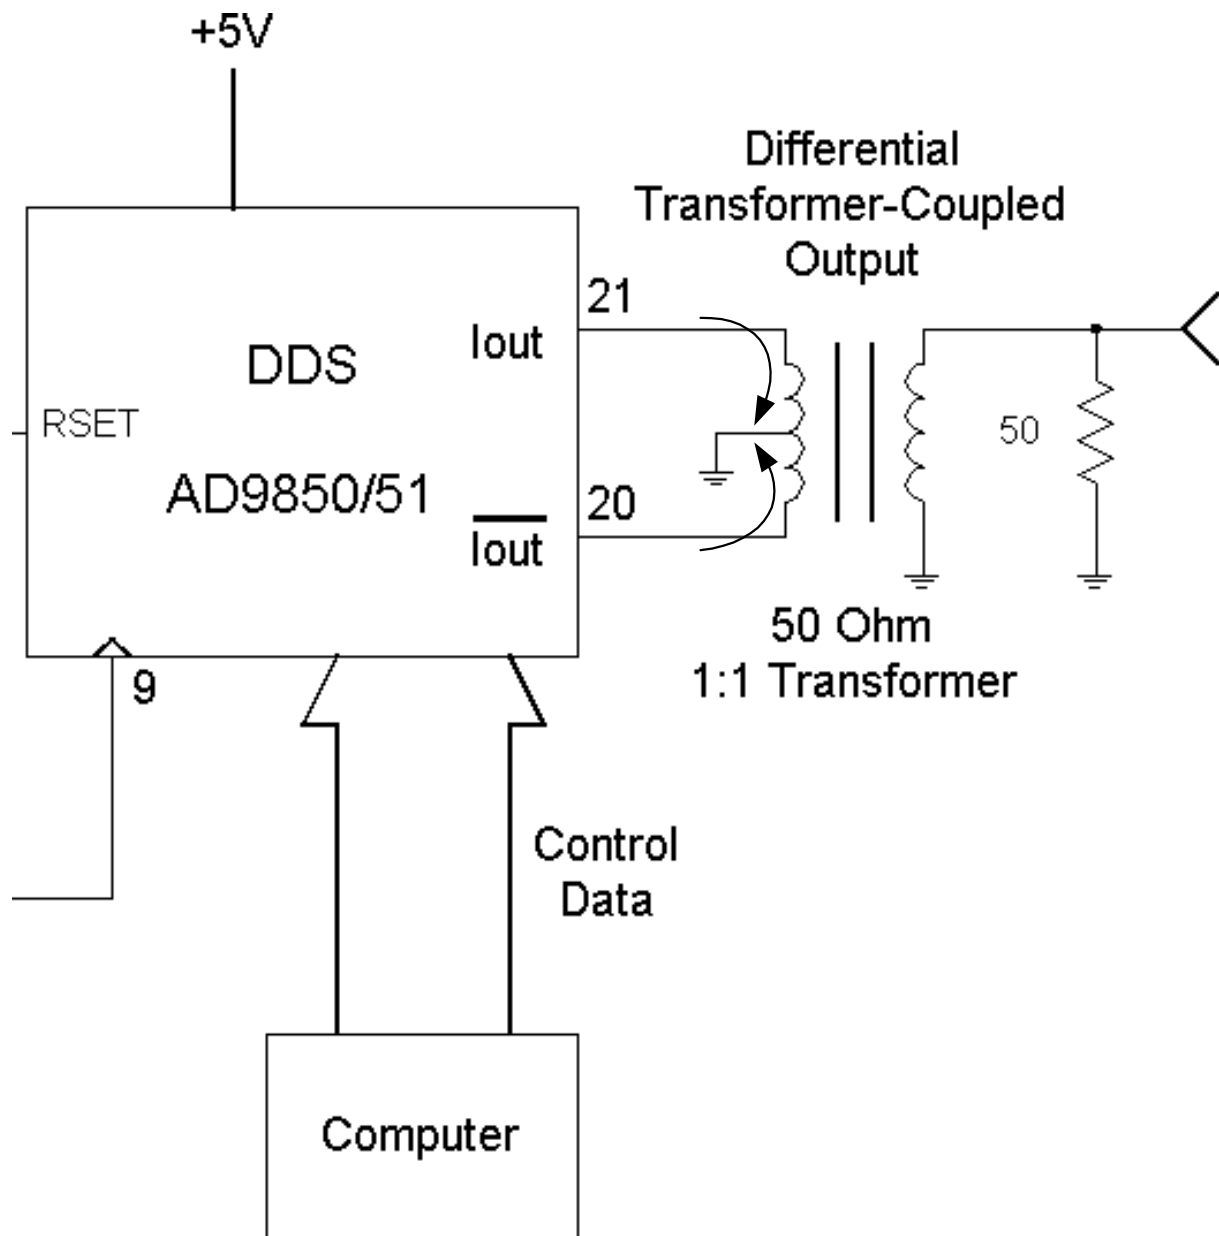 +5V
Differential
Transformer-Coupled
Output
21
Iout
DDS
RSET
50
AD9850/51
20
Iout
50 Ohm
1:1 Transformer
9
Control
Data
Computer